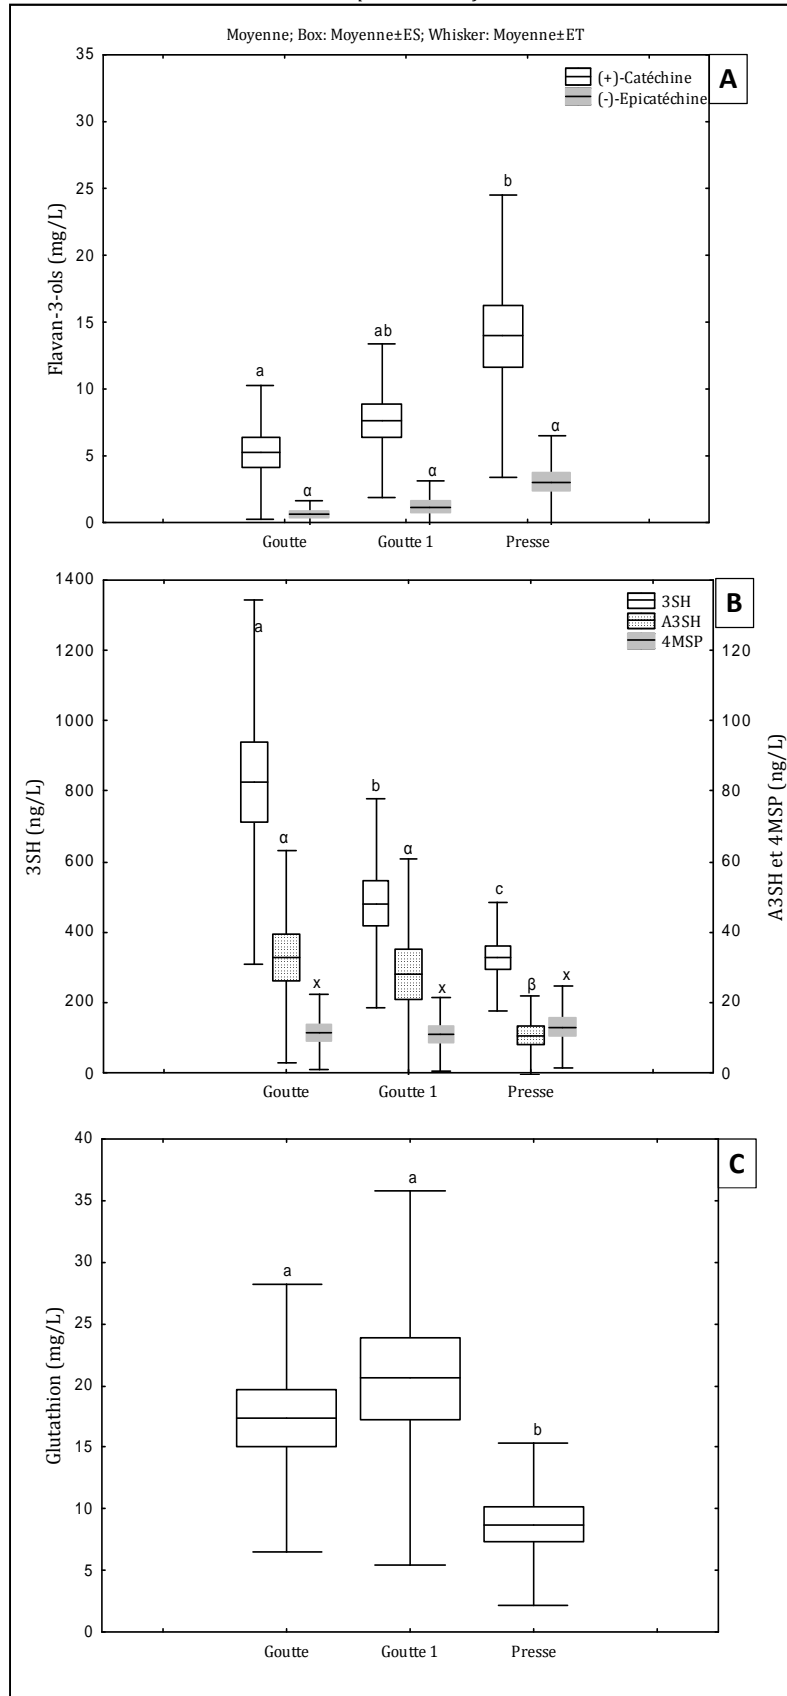 Moyenne; Box: Moyenne±ES; Whisker: Moyenne±ET
A
(+)-Catéchine
(-)-Epicatéchine
Flavan-3-ols (mg/L)
35
30
25
20
15
10
5
0
a
α
ab
α
b
α
Goutte Goutte 1 Presse
B
3SH
A3SH
4MSP
3SH (ng/L)
1400
1200
1000
800
600
400
200
0
A3SH et 4MSP (ng/L)
120
100
80
60
40
20
0
a
α
x
b
α
x
c
β
x
Goutte Goutte 1 Presse
C
Glutathion (mg/L)
40
35
30
25
20
15
10
5
0
a
a
b
Goutte Goutte 1 Presse